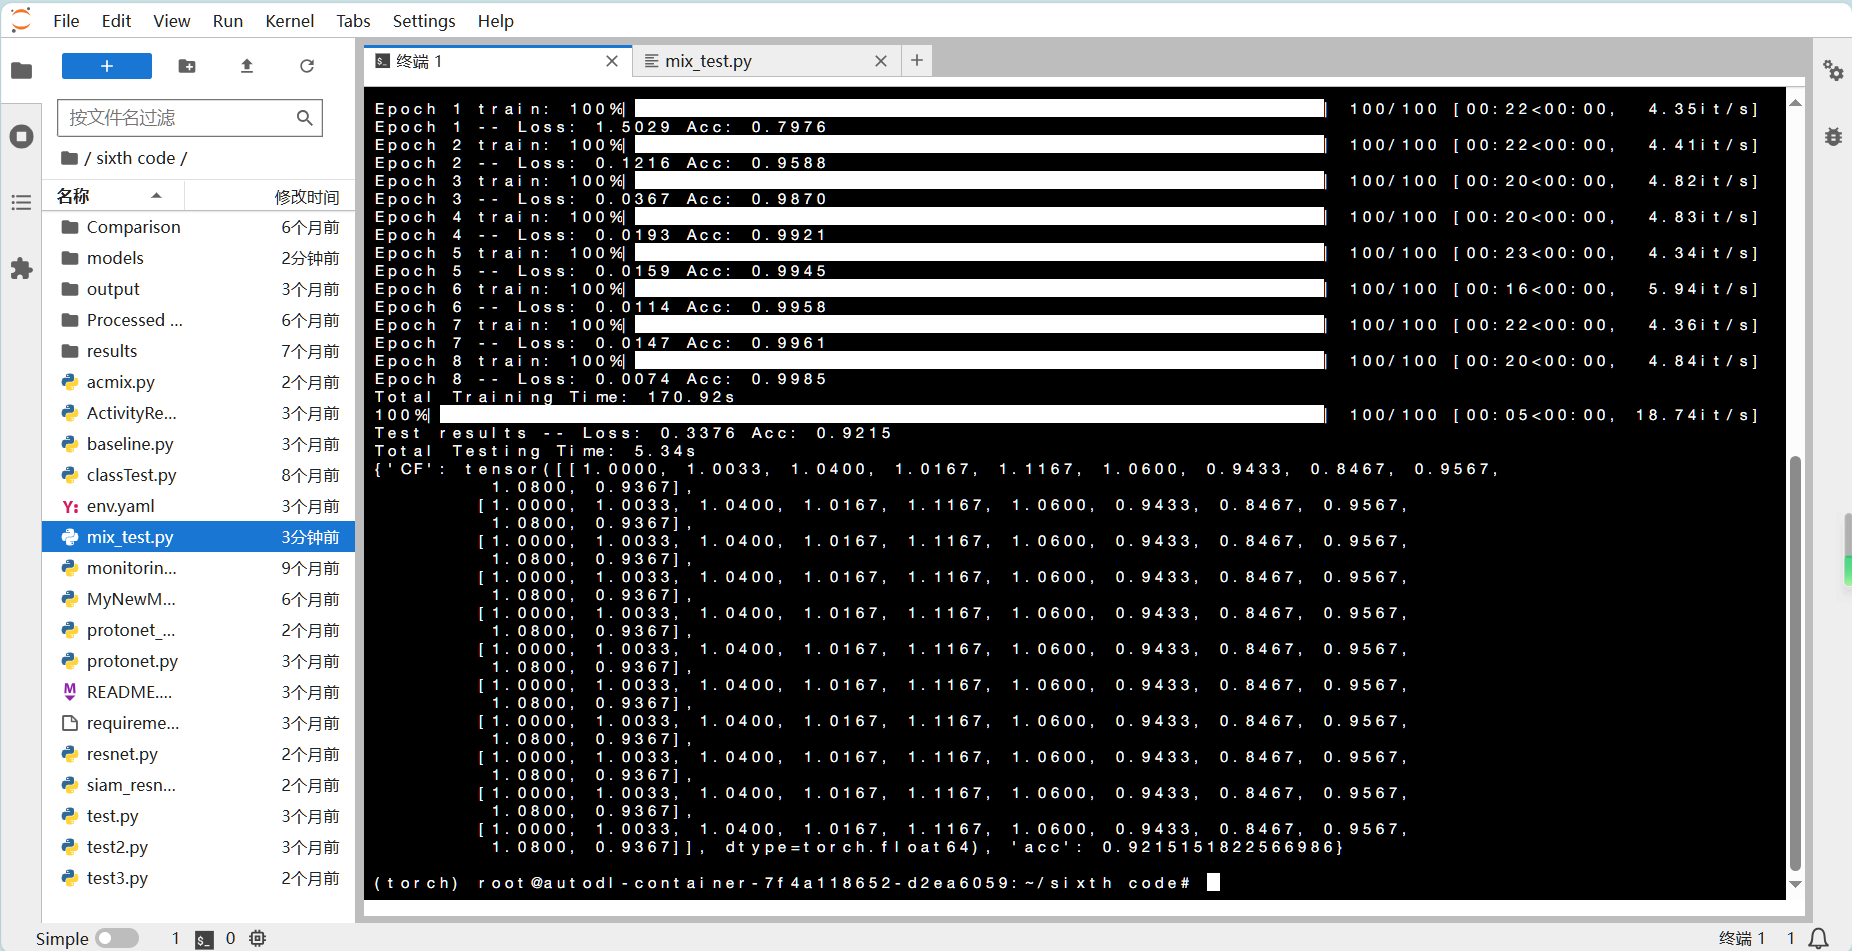 File Edit View Run Kernel Tabs Settings Help
按文件名过滤
/ sixth code /
名称 修改时间
Comparison 6个月前
models 2分钟前
output 3个月前
Processed ... 6个月前
results 7个月前
acmix.py 2个月前
ActivityRe... 3个月前
baseline.py 3个月前
classTest.py 8个月前
env.yaml 3个月前
mix_test.py 3分钟前
monitorin... 9个月前
MyNewM... 6个月前
protonet_... 2个月前
protonet.py 3个月前
README.... 3个月前
requireme... 3个月前
resnet.py 2个月前
siam_resn... 2个月前
test.py 3个月前
test2.py 3个月前
test3.py 2个月前
终端 1
mix_test.py
Epoch 1 train: 100%| | 100/100 [00:22<00:00, 4.35it/s]
Epoch 1 -- Loss: 1.5029 Acc: 0.7976
Epoch 2 train: 100%| | 100/100 [00:22<00:00, 4.41it/s]
Epoch 2 -- Loss: 0.1216 Acc: 0.9588
Epoch 3 train: 100%| | 100/100 [00:20<00:00, 4.82it/s]
Epoch 3 -- Loss: 0.0367 Acc: 0.9870
Epoch 4 train: 100%| | 100/100 [00:20<00:00, 4.83it/s]
Epoch 4 -- Loss: 0.0193 Acc: 0.9921
Epoch 5 train: 100%| | 100/100 [00:23<00:00, 4.34it/s]
Epoch 5 -- Loss: 0.0159 Acc: 0.9945
Epoch 6 train: 100%| | 100/100 [00:16<00:00, 5.94it/s]
Epoch 6 -- Loss: 0.0114 Acc: 0.9958
Epoch 7 train: 100%| | 100/100 [00:22<00:00, 4.36it/s]
Epoch 7 -- Loss: 0.0147 Acc: 0.9961
Epoch 8 train: 100%| | 100/100 [00:20<00:00, 4.84it/s]
Epoch 8 -- Loss: 0.0074 Acc: 0.9985
Total Training Time: 170.92s
100%| | 100/100 [00:05<00:00, 18.74it/s]
Test results -- Loss: 0.3376 Acc: 0.9215
Total Testing Time: 5.34s
{'CF': tensor([[1.0000, 1.0033, 1.0400, 1.0167, 1.1167, 1.0600, 0.9433, 0.8467, 0.9567,
1.0800, 0.9367],
[1.0000, 1.0033, 1.0400, 1.0167, 1.1167, 1.0600, 0.9433, 0.8467, 0.9567,
1.0800, 0.9367],
[1.0000, 1.0033, 1.0400, 1.0167, 1.1167, 1.0600, 0.9433, 0.8467, 0.9567,
1.0800, 0.9367],
[1.0000, 1.0033, 1.0400, 1.0167, 1.1167, 1.0600, 0.9433, 0.8467, 0.9567,
1.0800, 0.9367],
[1.0000, 1.0033, 1.0400, 1.0167, 1.1167, 1.0600, 0.9433, 0.8467, 0.9567,
1.0800, 0.9367],
[1.0000, 1.0033, 1.0400, 1.0167, 1.1167, 1.0600, 0.9433, 0.8467, 0.9567,
1.0800, 0.9367],
[1.0000, 1.0033, 1.0400, 1.0167, 1.1167, 1.0600, 0.9433, 0.8467, 0.9567,
1.0800, 0.9367],
[1.0000, 1.0033, 1.0400, 1.0167, 1.1167, 1.0600, 0.9433, 0.8467, 0.9567,
1.0800, 0.9367],
[1.0000, 1.0033, 1.0400, 1.0167, 1.1167, 1.0600, 0.9433, 0.8467, 0.9567,
1.0800, 0.9367],
[1.0000, 1.0033, 1.0400, 1.0167, 1.1167, 1.0600, 0.9433, 0.8467, 0.9567,
1.0800, 0.9367],
[1.0000, 1.0033, 1.0400, 1.0167, 1.1167, 1.0600, 0.9433, 0.8467, 0.9567,
1.0800, 0.9367]], dtype=torch.float64), 'acc': 0.9215151822566986}
(torch) root@autodl-container-7f4a118652-d2ea6059:~/sixth code#
Simple 1 0 终端 1 1